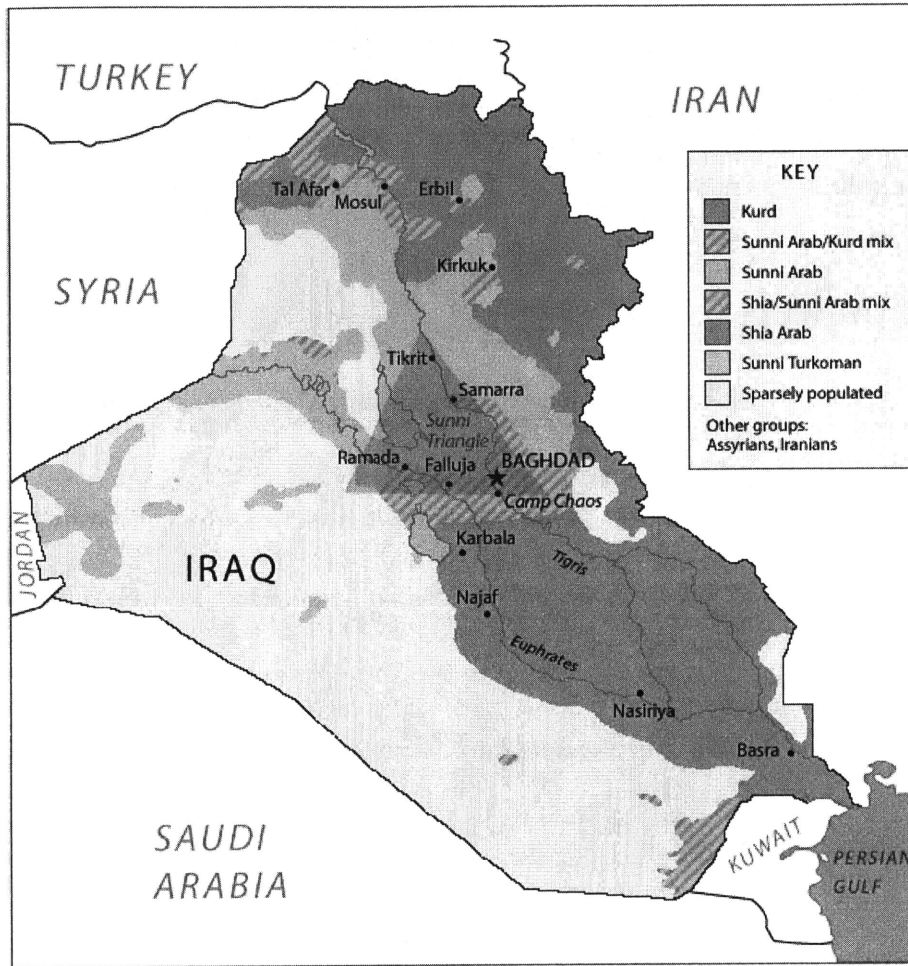 TURKEY
IRAN
KEY
Kurd
Sunni Arab/Kurd mix
Sunni Arab
Shia/Sunni Arab mix
Shia Arab
Sunni Turkoman
Sparsely populated
Other groups:
Assyrians, Iranians
Tal Afar
Mosul
Erbil
SYRIA
Kirkuk
Tikrit
Samarra
Sunni
Triangle
Ramada
Falluja
BAGHDAD
Camp Chaos
JORDAN
IRAQ
Karbala
Tigris
Najaf
Euphrates
Nasiriya
Basra
SAUDI
ARABIA
KUWAIT
PERSIAN
GULF